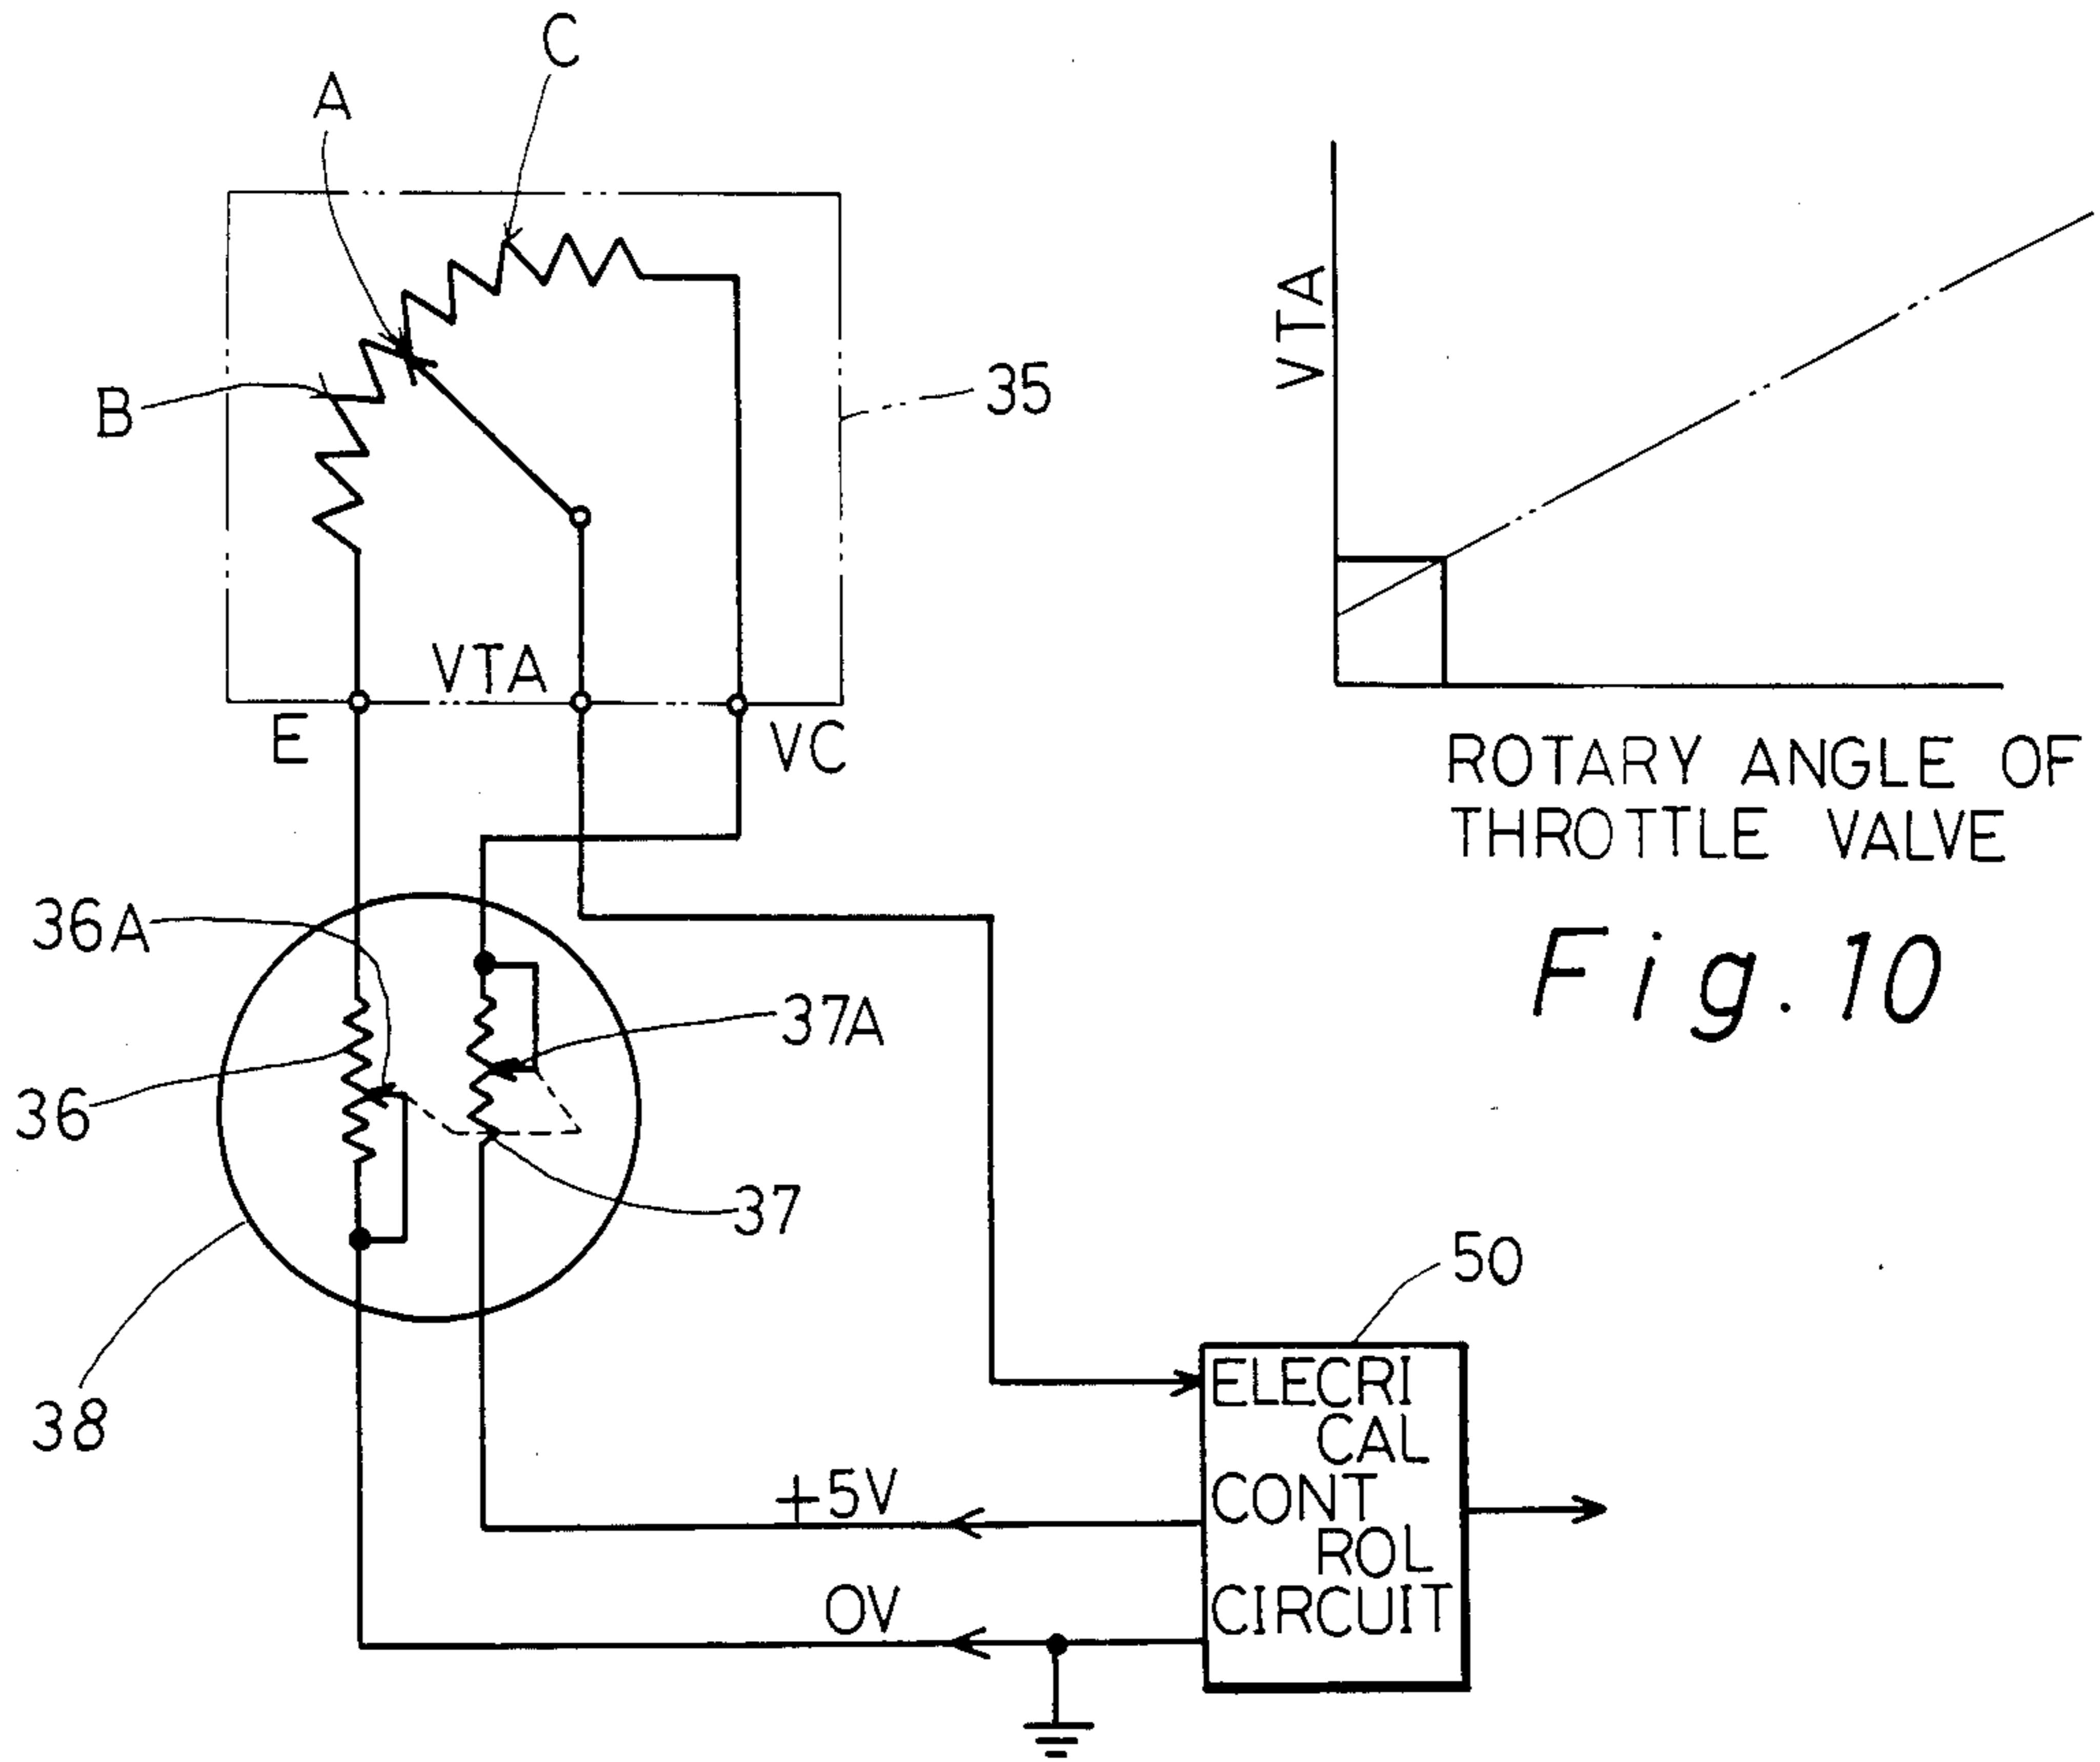 C
A
B
35
VTA
E
VC
VTA
ROTARY ANGLE OF
THROTTLE VALVE
Fig. 10
36A
37A
36
37
38
50
ELECRI
CAL
CONT
ROL
CIRCUIT
+5V
0V